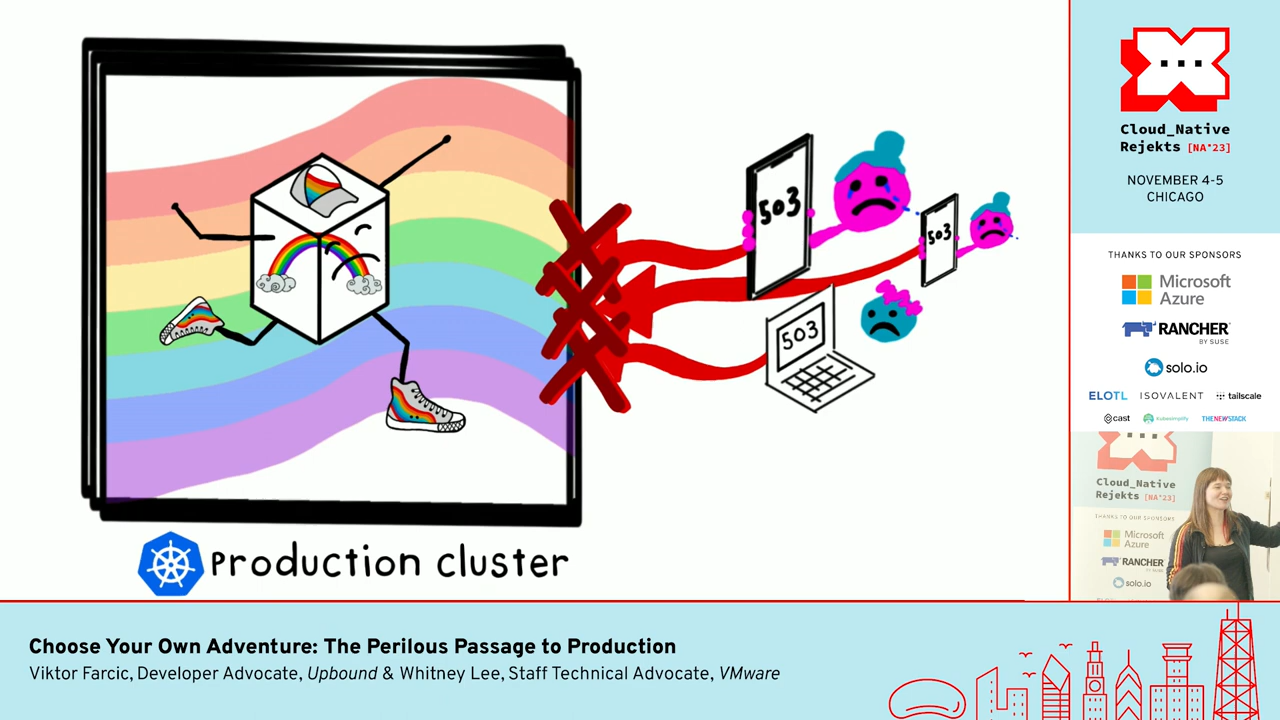 503
503
503
Production cluster
Cloud_Native
Rejekts [NA'23]
NOVEMBER 4-5
CHICAGO
THANKS TO OUR SPONSORS
Microsoft
Azure
RANCHER
BY SUSE
solo.io
ELOTL ISOVALENT tailscale
cast kubesimplify THENEWSTACK
Cloud_Native
Rejekts [NA'23]
THANKS TO OUR SPONSORS
Microsoft
Azure
RANCHER
solo.io
Choose Your Own Adventure: The Perilous Passage to Production
Viktor Farcic, Developer Advocate, Upbound & Whitney Lee, Staff Technical Advocate, VMware